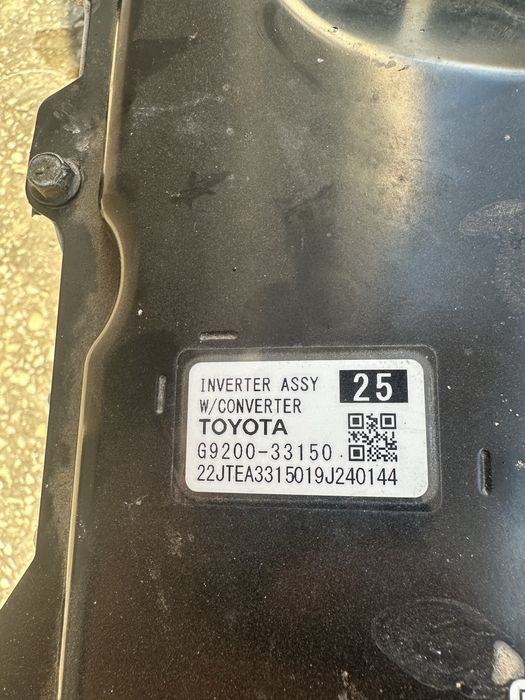 INVERTER ASSY 25
W/CONVERTER
TOYOTA
G9200-33150
22JTEA3315019J240144